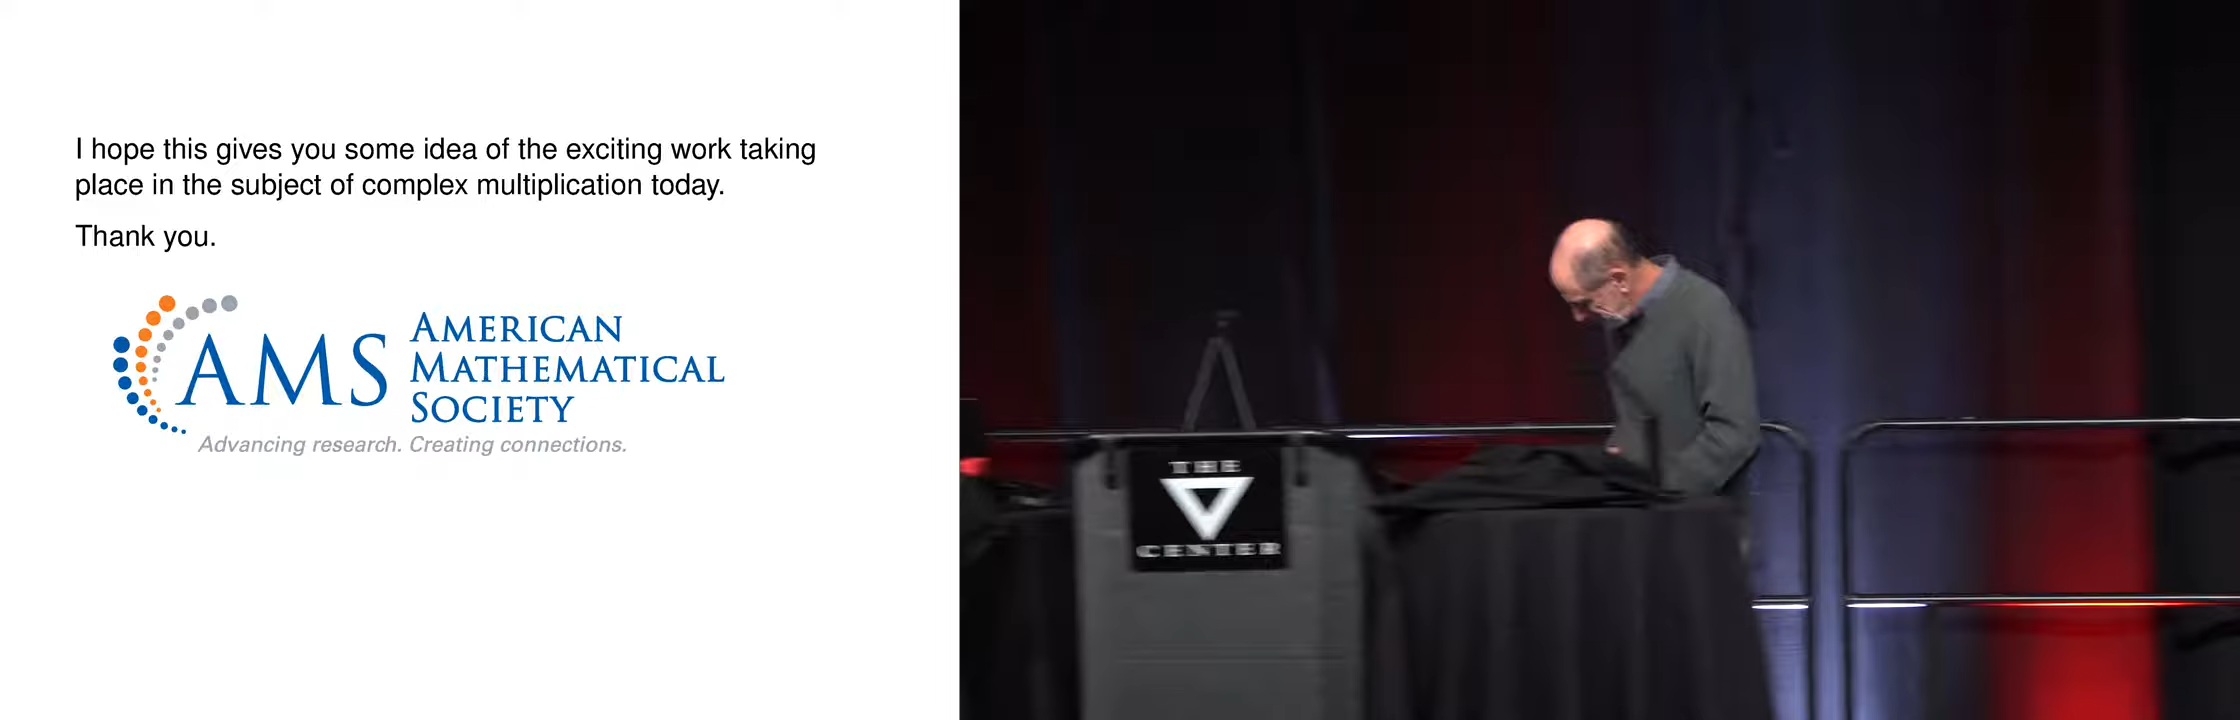 I hope this gives you some idea of the exciting work taking
place in the subject of complex multiplication today.
Thank you.
AMS
AMERICAN
MATHEMATICAL
SOCIETY
Advancing research. Creating connections.
THE
CENTER